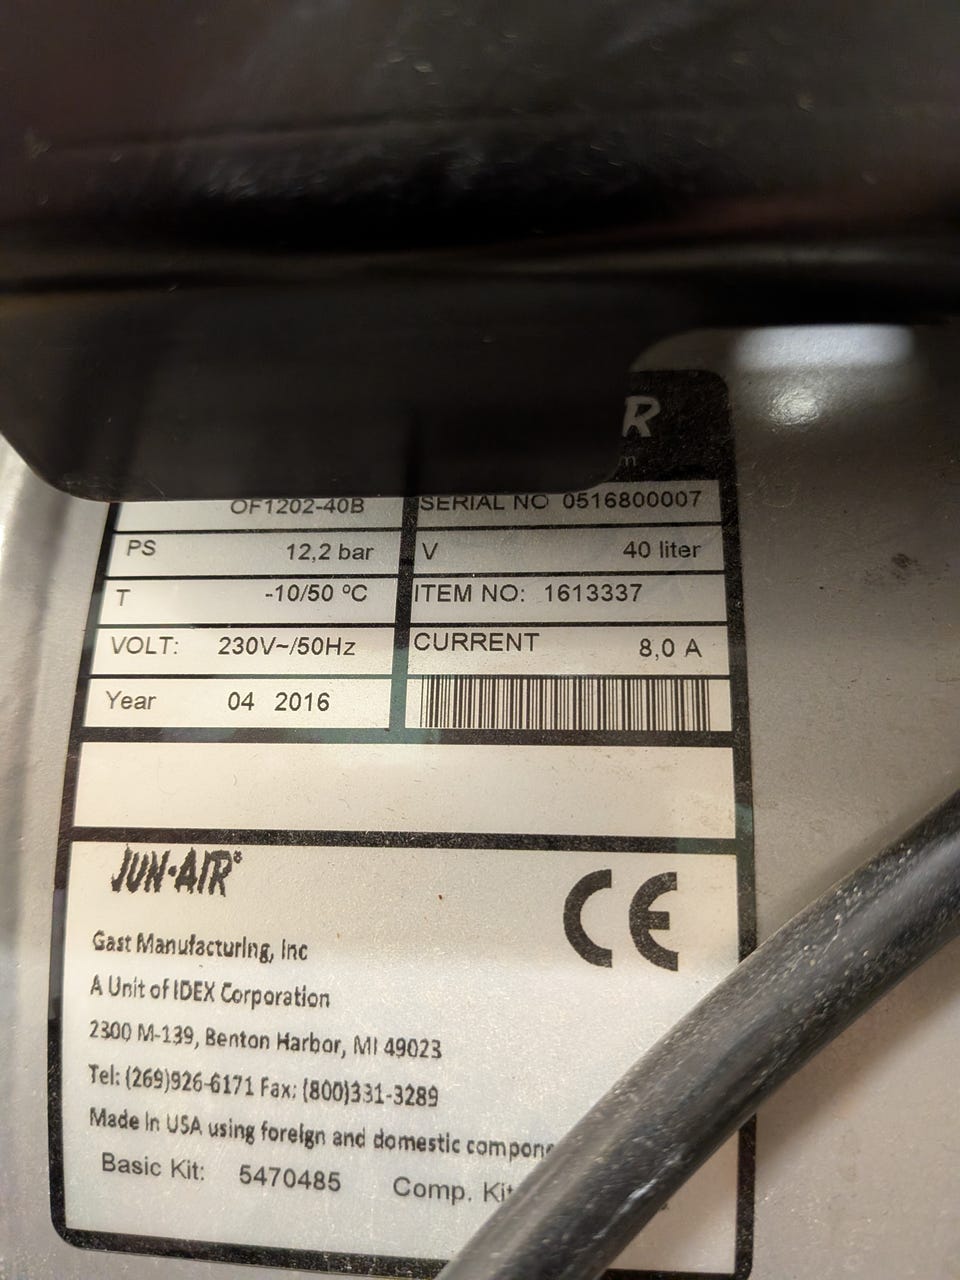 R
m
OF1202-40B SERIAL NO 0516800007
PS 12,2 bar V 40 liter
T -10/50 ºC ITEM NO: 1613337
VOLT: 230V~/50Hz CURRENT 8,0 A
Year 04 2016
JUN-AIR®
CE
Gast Manufacturing, Inc
A Unit of IDEX Corporation
2300 M-139, Benton Harbor, MI 49023
Tel: (269)926-6171 Fax: (800)331-3289
Made In USA using foreign and domestic compon
Basic Kit: 5470485 Comp. Kit